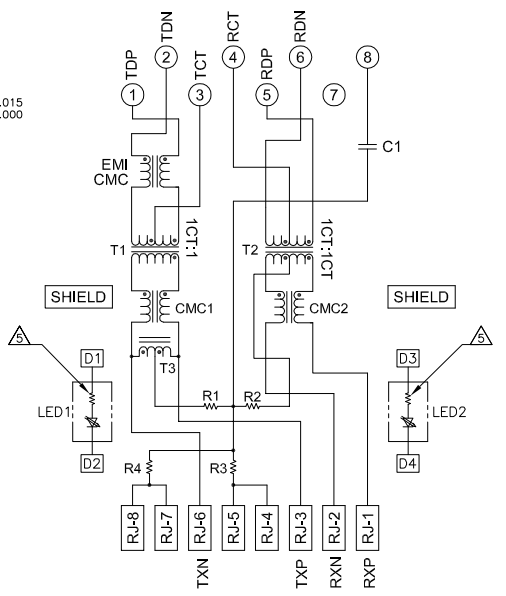 TDN
RCT
RDN
TDP
TCT
RDP
2
4
6
8
1
3
5
7
.015
.000
C1
EMI
CMC
T1
1CT:1
T2
1CT:1CT
SHIELD
CMC1
CMC2
SHIELD
5
D1
T3
D3
5
LED1
R1
R2
LED2
D2
R4
R3
D4
RJ-8
RJ-7
RJ-6
RJ-5
RJ-4
RJ-3
RJ-2
RJ-1
TXN
TXP
RXN
RXP